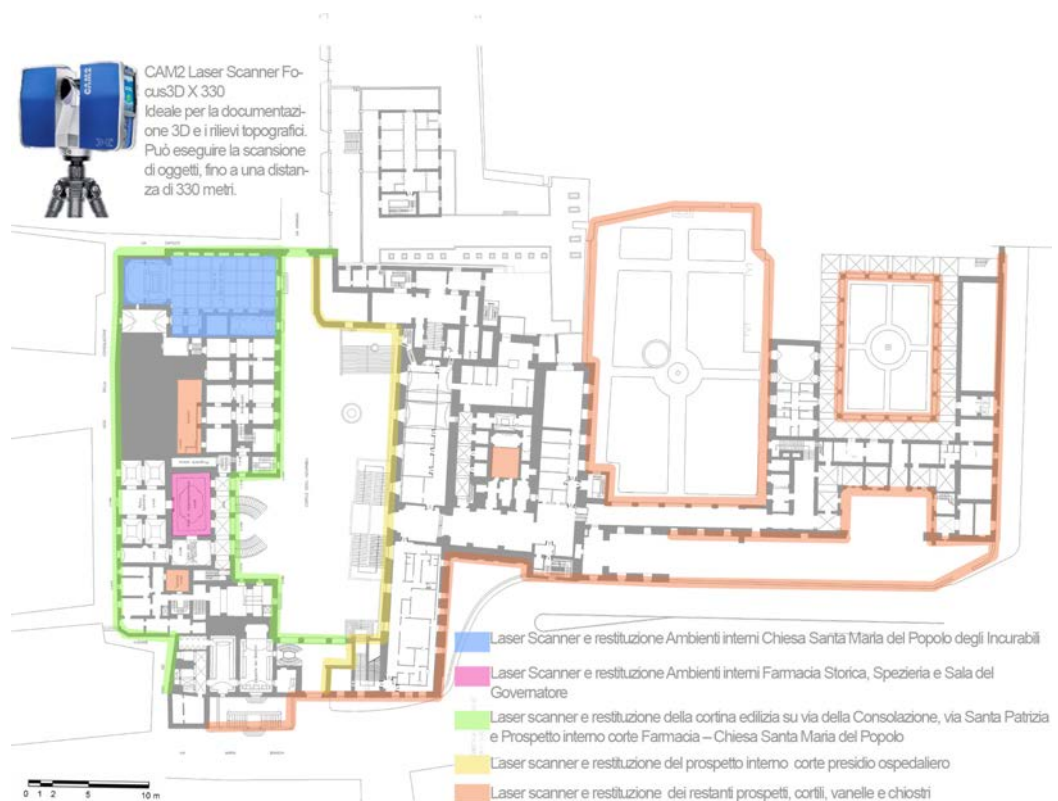 CAM2
CAM2 Laser Scanner Fo-
cus3D X 330
Ideale per la documentazi-
one 3D e i rilievi topografici.
Può eseguire la scansione
di oggetti, fino a una distan-
za di 330 metri.
Laser Scanner e restituzione Ambienti interni Chiesa Santa Maria del Popolo degli Incurabili
Laser Scanner e restituzione Ambienti interni Farmacia Storica, Spezieria e Sala del
Governatore
Laser scanner e restituzione della cortina edilizia su via della Consolazione, via Santa Patrizia
e Prospetto interno corte Farmacia – Chiesa Santa Maria del Popolo
Laser scanner e restituzione del prospetto interno corte presidio ospedaliero
Laser scanner e restituzione dei restanti prospetti, cortili, vanelle e chiostri
0 1 2 5 10 m